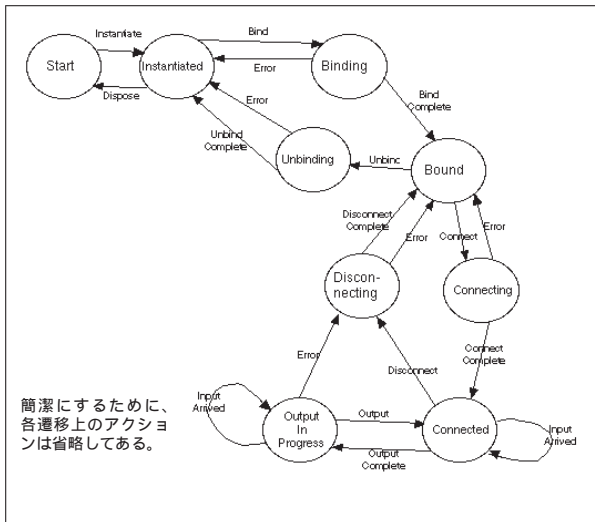 Instantiate
Bind
Start
Instantiated
Binding
Error
Dispose
Error
Bind
Complete
Unbind
Complete
Unbinding
Unbinc
Bound
Disconnect
Complete
Error
Connect
Error
Discon-
necting
Connecting
Connect
Complete
Error
Disconnect
簡潔にするために、
各遷移上のアクショ
ンは省略してある。
Input
Arrived
Output
In
Progress
Output
Connected
Input
Arrived
Output
Complete